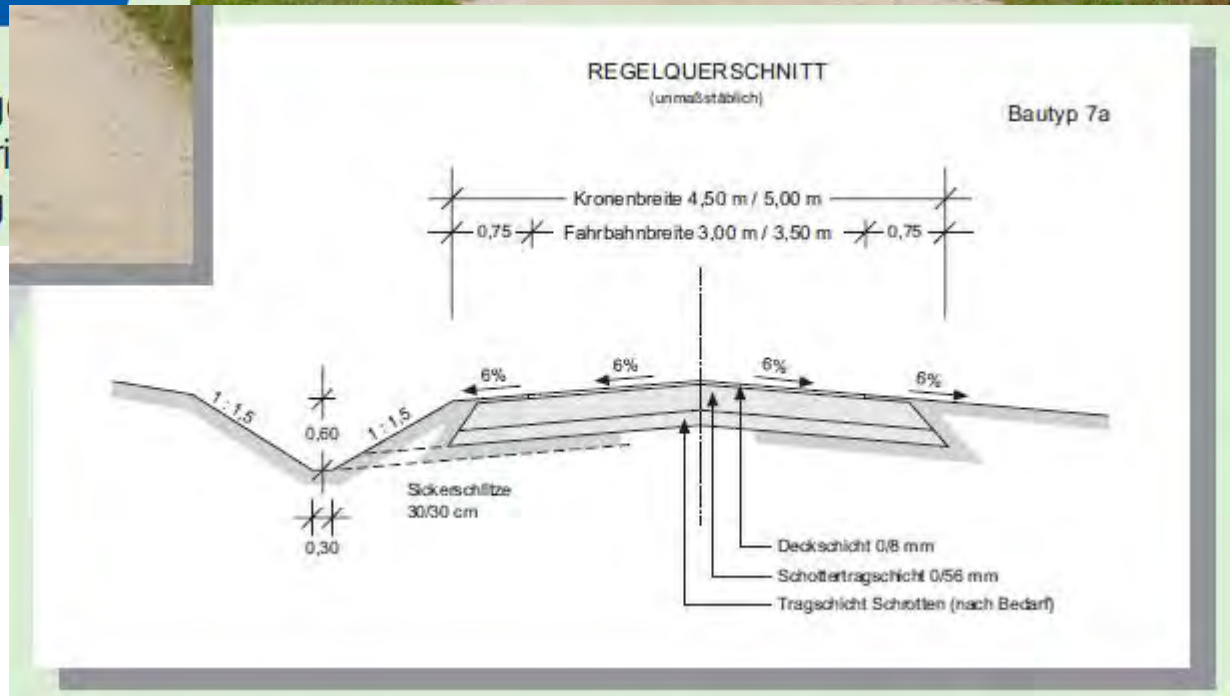 REGELQUERSCHNITT
(unmaßstäblich)
Bautyp 7a
Kronenbreite 4,50 m / 5,00 m
0,75 Fahrbahnbreite 3,00 m / 3,50 m 0,75
6% 6% 6% 6%
1 : 1,5 0,60 1 : 1,5
Sickerschlitze
30/30 cm
0,30
Deckschicht 0/8 mm
Schottertragschicht 0/56 mm
Tragschicht Schrotten (nach Bedarf)